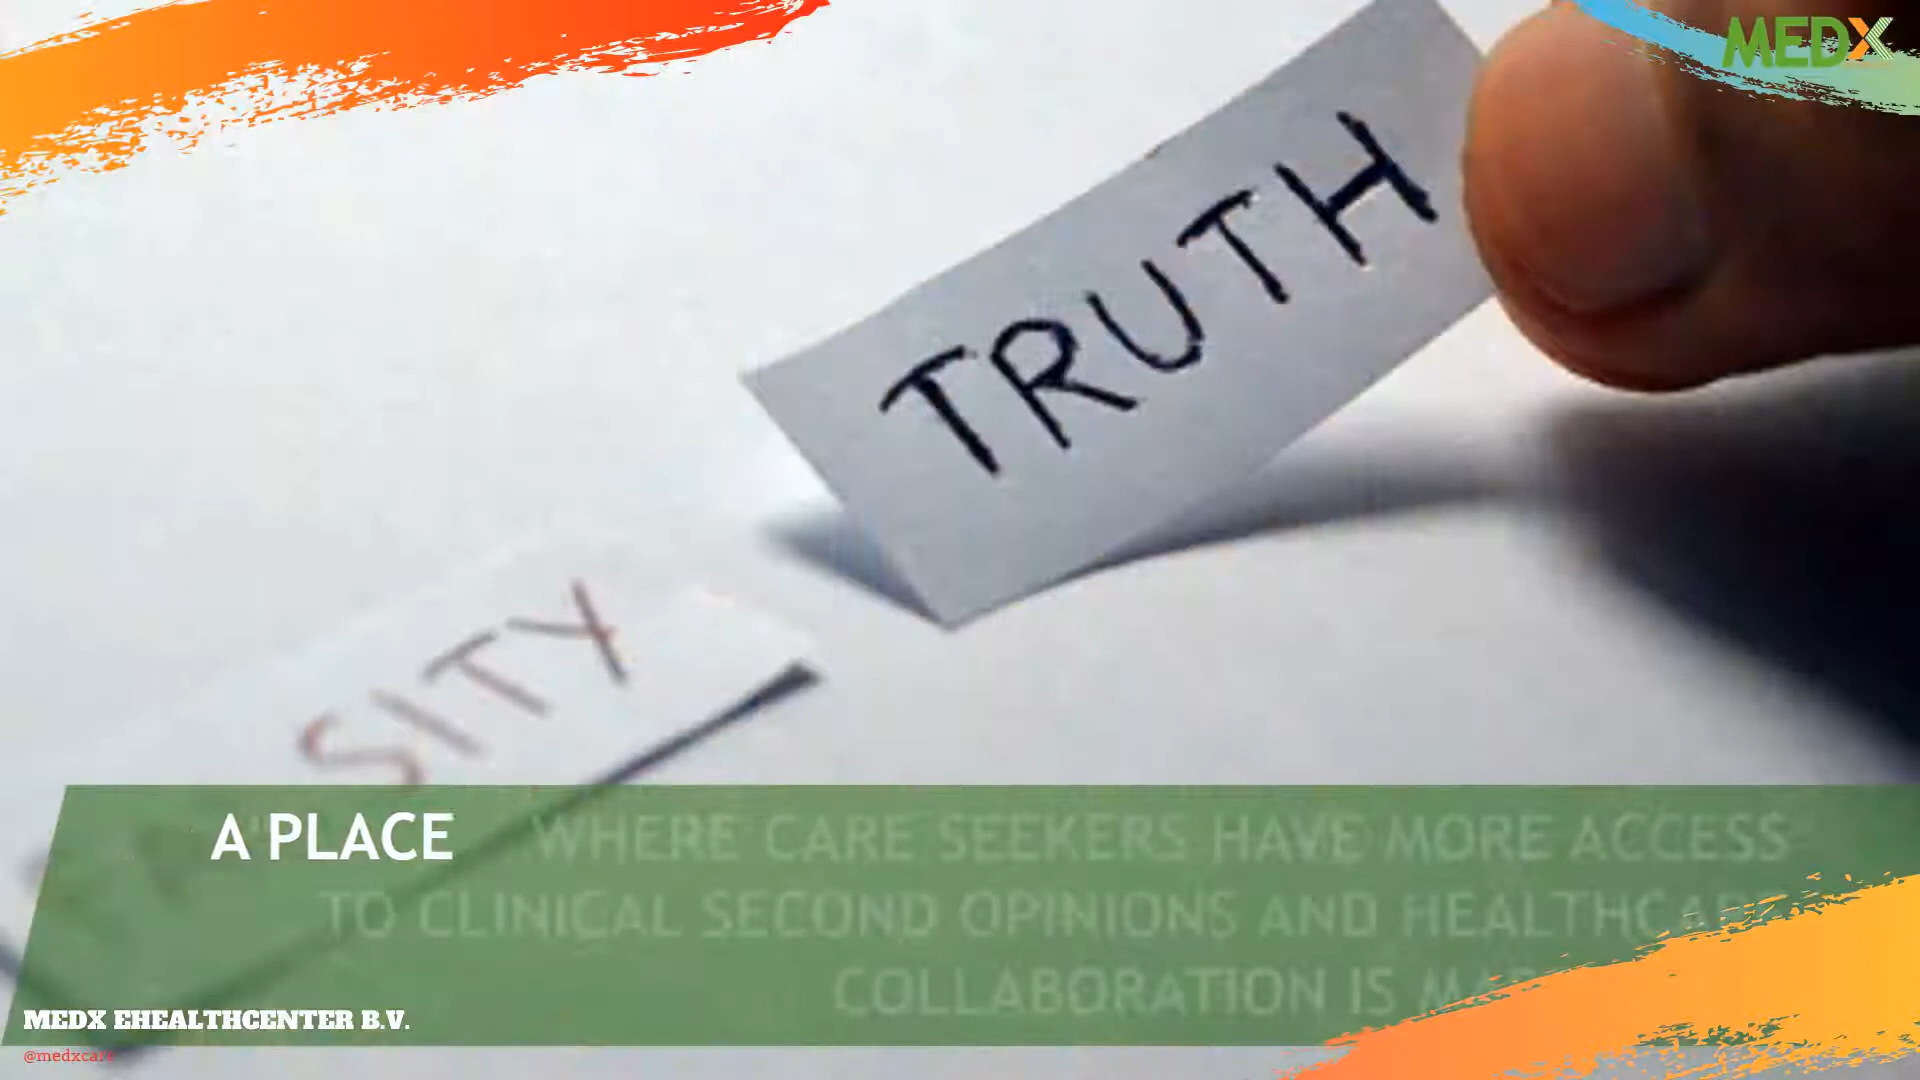 MEDX
TRUTH
SITY
A PLACE WHERE CARE SEEKERS HAVE MORE ACCESS
TO CLINICAL SECOND OPINIONS AND HEALTHCARE
COLLABORATION IS
MEDX EHEALTHCENTER B.V.
@medxcare